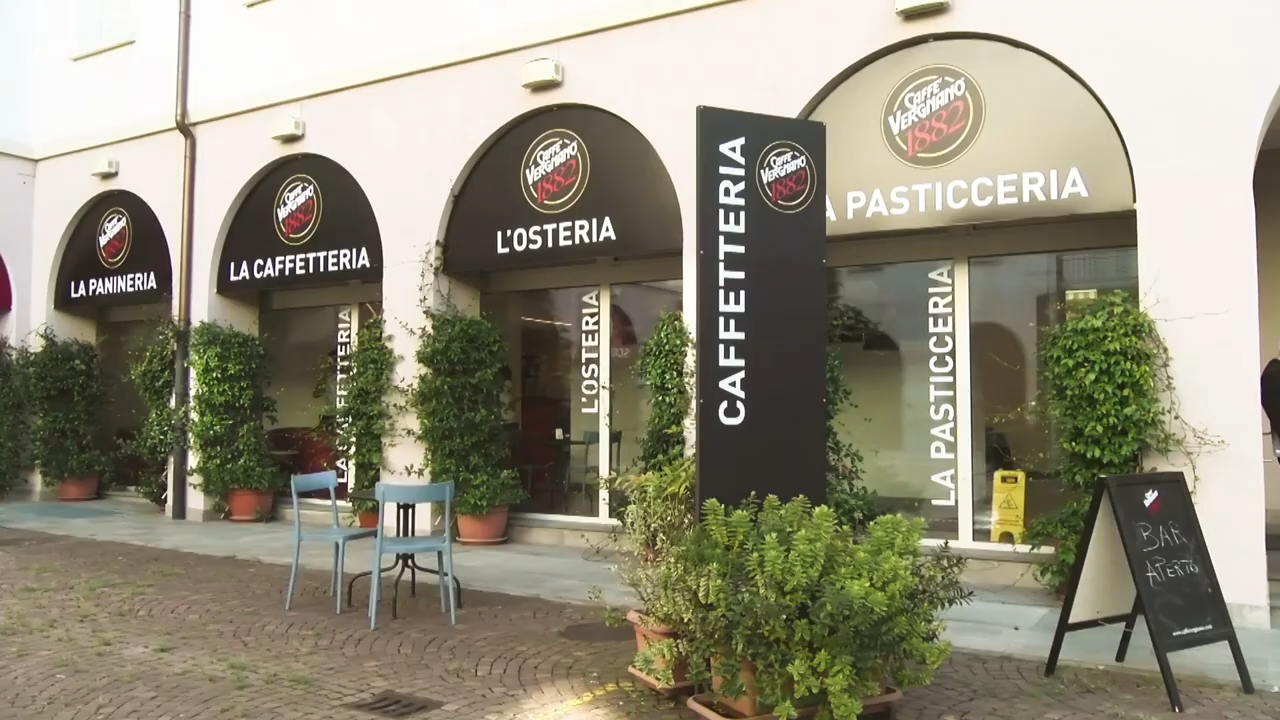 CAFFÈ
VERGNANO
1882
LA PANINERIA
CAFFÈ
VERGNANO
1882
LA CAFFETTERIA
LA CAFFETTERIA
CAFFÈ
VERGNANO
1882
L'OSTERIA
L'OSTERIA
CAFFÈ
VERGNANO
1882
CAFFETTERIA
CAFFÈ
VERGNANO
1882
A PASTICCERIA
LA PASTICCERIA
BAR
APERTO